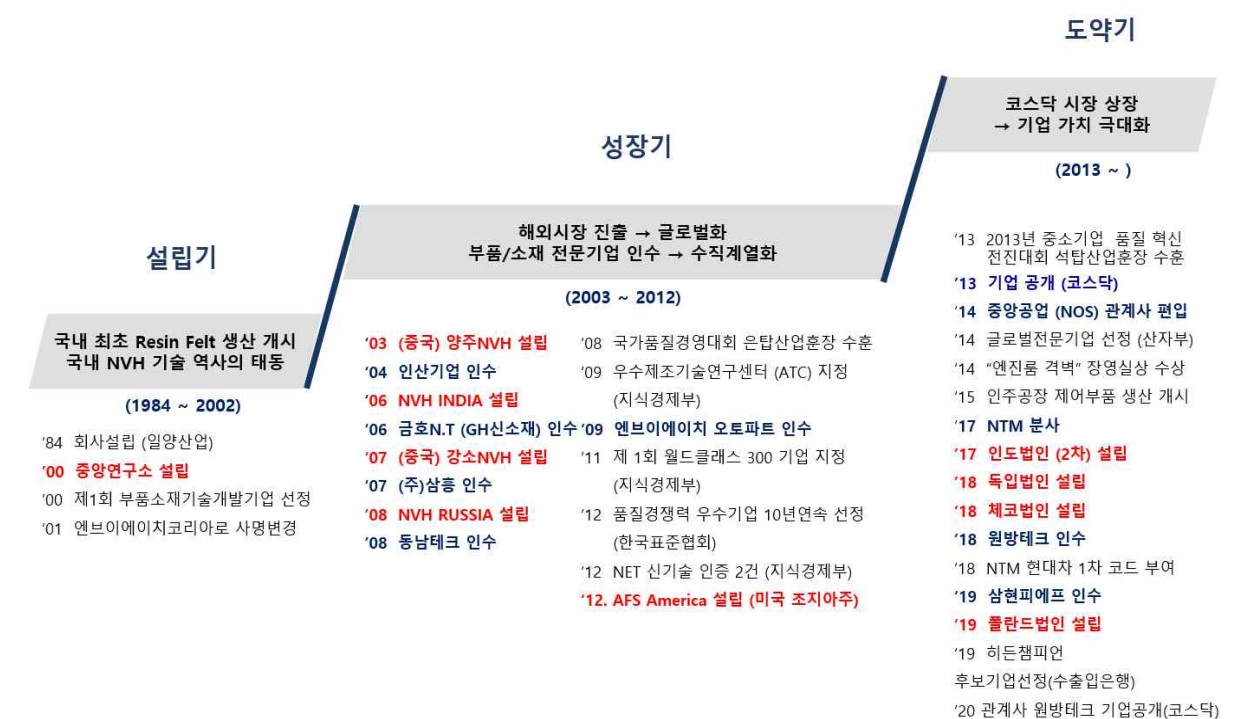 설립기
국내 최초 Resin Felt 생산 개시
국내 NVH 기술 역사의 태동
(1984 ~ 2002)
‘84 회사설립 (일양산업)
‘00 중앙연구소 설립
‘00 제1회 부품소재기술개발기업 선정
‘01 엔브이에이치코리아로 사명변경
성장기
해외시장 진출 → 글로벌화
부품/소재 전문기업 인수 → 수직계열화
(2003 ~ 2012)
‘03 (중국) 양주NVH 설립
‘04 인산기업 인수
‘06 NVH INDIA 설립
‘06 금호N.T (GH신소재) 인수
‘07 (중국) 강소NVH 설립
‘07 (주)삼흥 인수
‘08 NVH RUSSIA 설립
‘08 동남테크 인수
‘08 국가품질경영대회 은탑산업훈장 수훈
‘09 우수제조기술연구센터 (ATC) 지정
(지식경제부)
‘09 엔브이에이치 오토파트 인수
‘11 제 1회 월드클래스 300 기업 지정
(지식경제부)
‘12 품질경쟁력 우수기업 10년연속 선정
(한국표준협회)
‘12 NET 신기술 인증 2건 (지식경제부)
‘12. AFS America 설립 (미국 조지아주)
도약기
코스닥 시장 상장
→ 기업 가치 극대화
(2013 ~ )
‘13 2013년 중소기업 품질 혁신
전진대회 석탑산업훈장 수훈
‘13 기업 공개 (코스닥)
‘14 중앙공업 (NOS) 관계사 편입
‘14 글로벌전문기업 선정 (산자부)
‘14 “엔진룸 격벽” 장영실상 수상
‘15 인주공장 제어부품 생산 개시
‘17 NTM 분사
‘17 인도법인 (2차) 설립
‘18 독입법인 설립
‘18 체코법인 설립
‘18 원방테크 인수
‘18 NTM 현대차 1차 코드 부여
‘19 삼현피에프 인수
‘19 폴란드법인 설립
‘19 히든챔피언
후보기업선정(수출입은행)
‘20 관계사 원방테크 기업공개(코스닥)